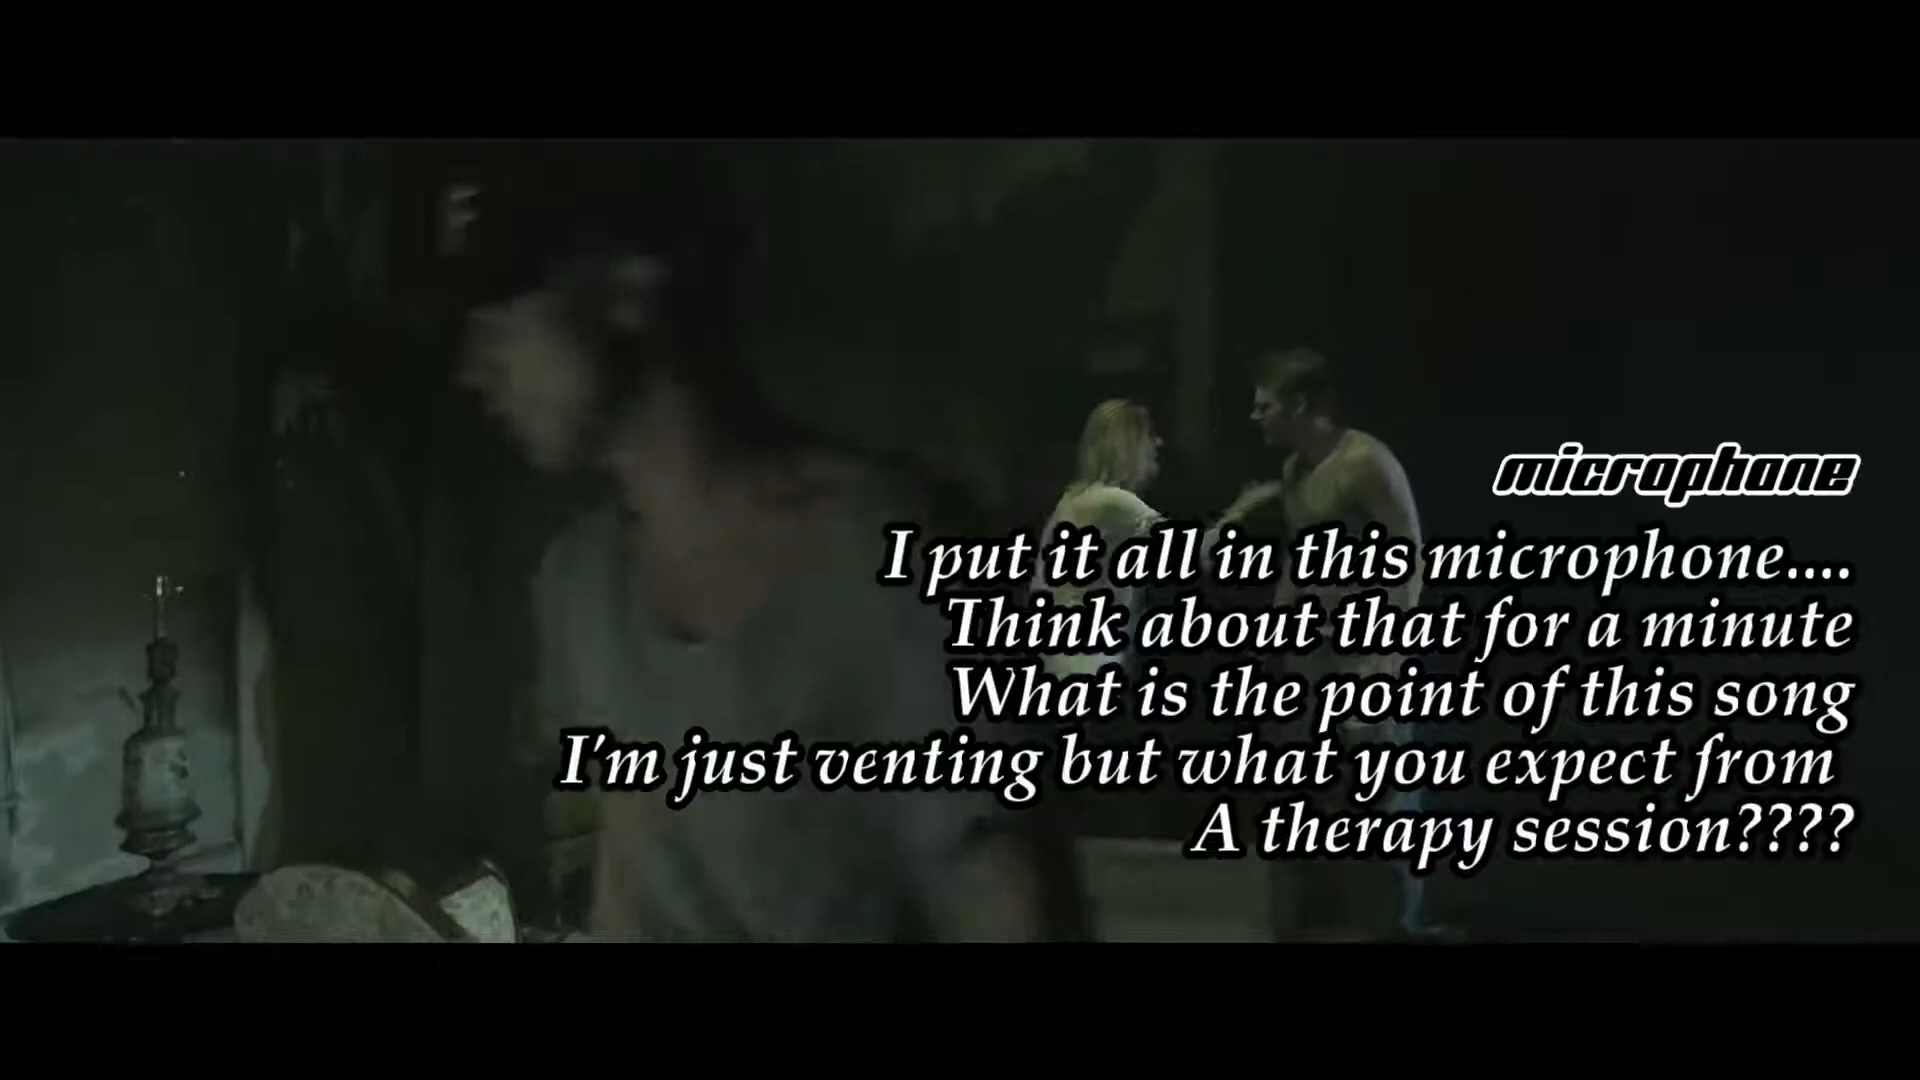 microphone
I put it all in this microphone....
Think about that for a minute
What is the point of this song
I'm just venting but what you expect from
A therapy session????